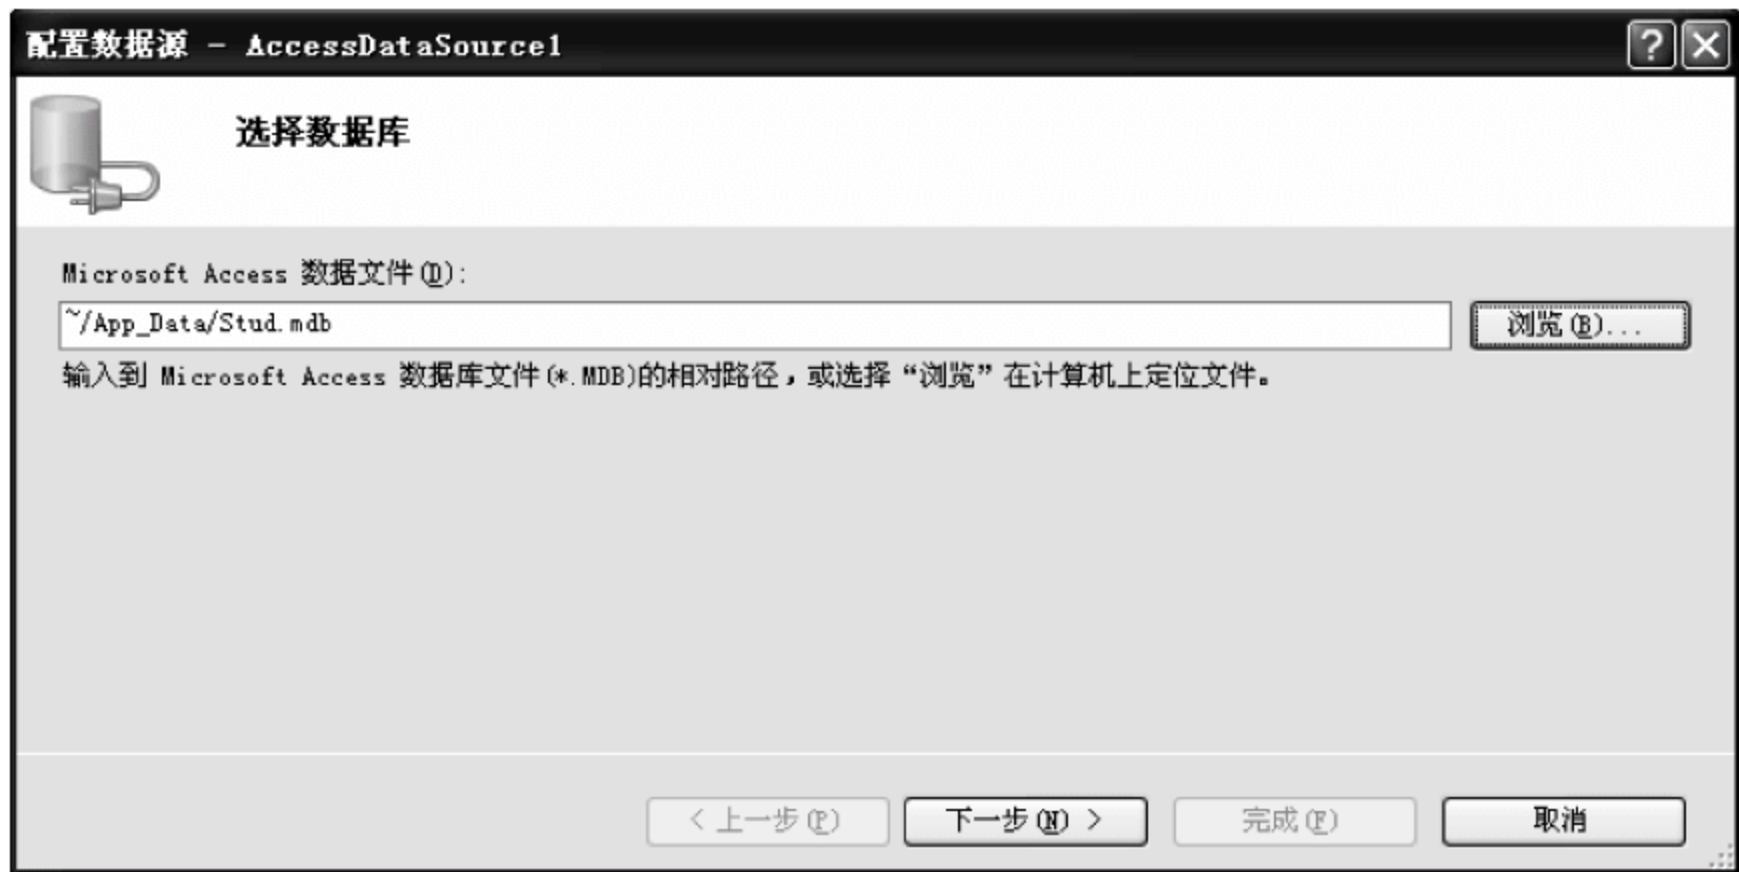 配置数据源 - AccessDataSource1
选择数据库
Microsoft Access 数据文件(D):
~/App_Data/Stud.mdb
浏览(B)...
输入到 Microsoft Access 数据库文件(*.MDB)的相对路径，或选择“浏览”在计算机上定位文件。
< 上一步(P)
下一步(N) >
完成(F)
取消